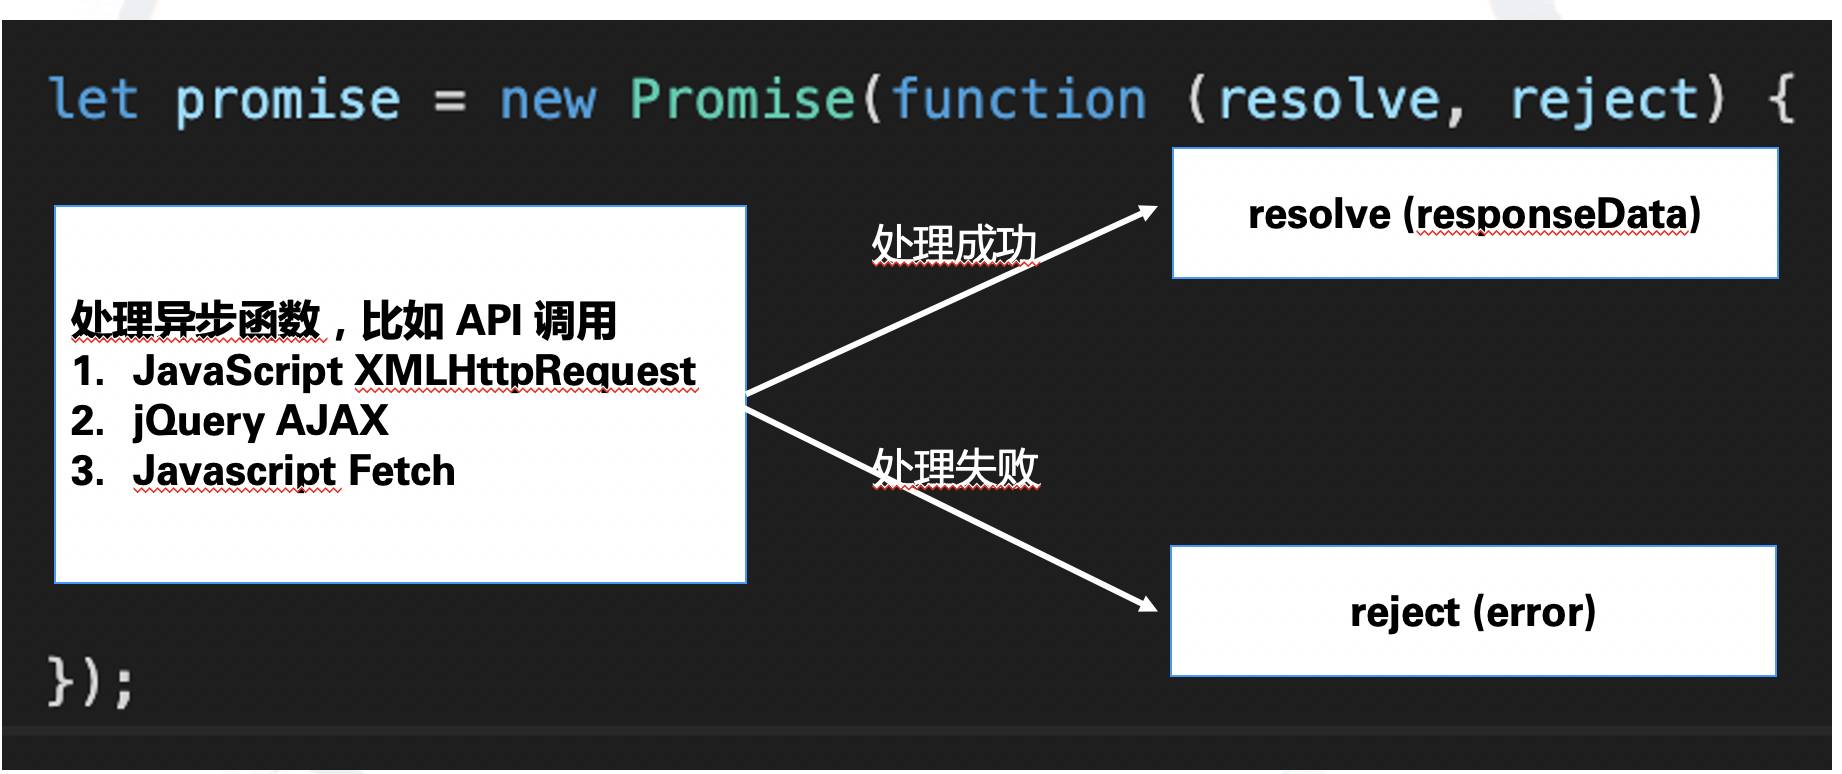 let promise = new Promise(function (resolve, reject) {
resolve (responseData)
处理成功
处理异步函数，比如 API 调用
1. JavaScript XMLHttpRequest
2. jQuery AJAX
3. Javascript Fetch
处理失败
reject (error)
});